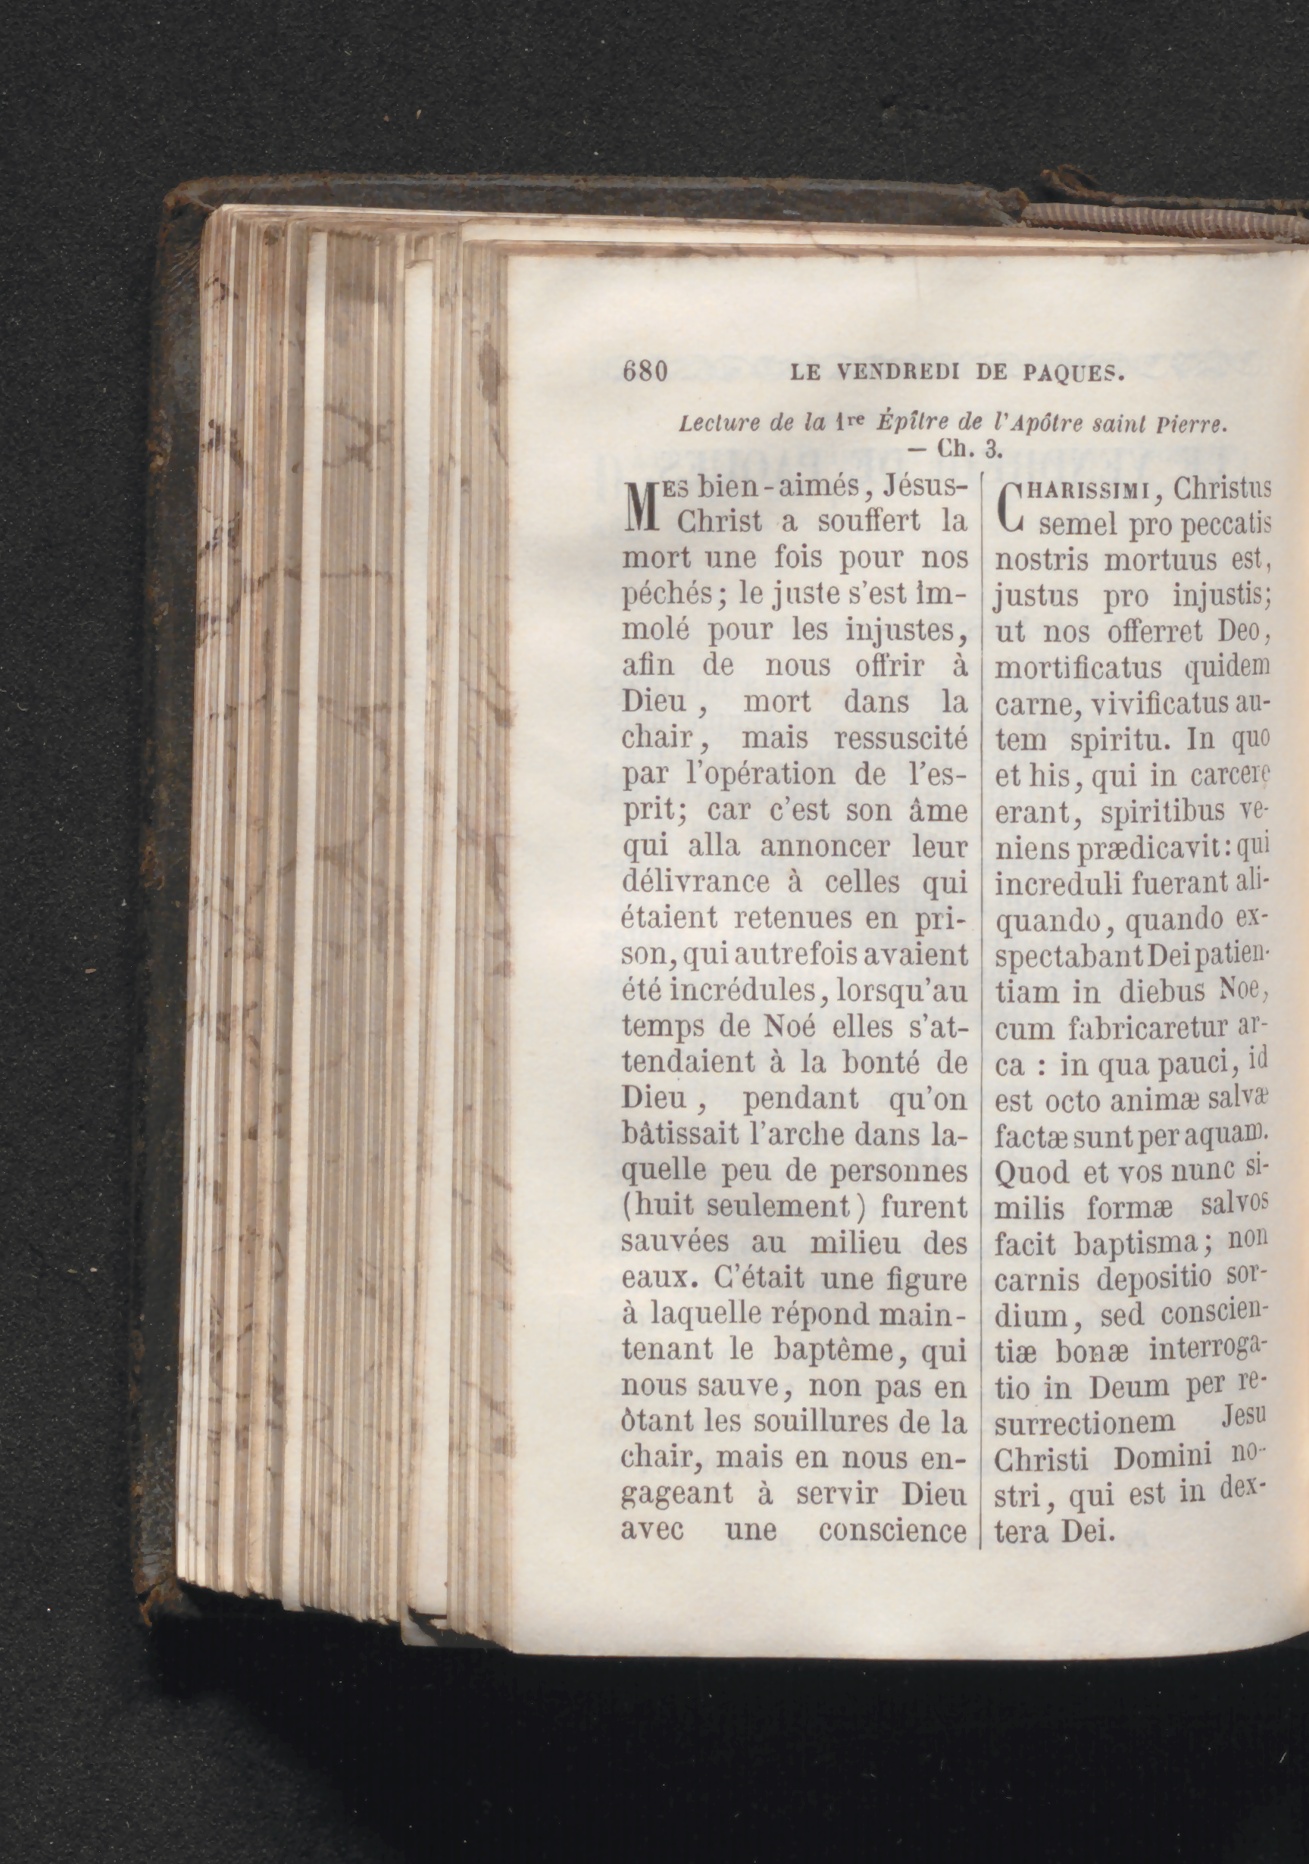 680 LE VENDREDI DE PAQUES.
Lecture de la 1re Épître de l'Apôtre saint Pierre.
— Ch. 3.
MES bien-aimés, Jésus-
Christ a souffert la
mort une fois pour nos
péchés; le juste s'est im-
molé pour les injustes,
afin de nous offrir à
Dieu, mort dans la
chair, mais ressuscité
par l'opération de l'es-
prit; car c'est son âme
qui alla annoncer leur
délivrance à celles qui
étaient retenues en pri-
son, qui autrefois avaient
été incrédules, lorsqu'au
temps de Noé elles s'at-
tendaient à la bonté de
Dieu, pendant qu'on
bâtissait l'arche dans la-
quelle peu de personnes
(huit seulement) furent
sauvées au milieu des
eaux. C'était une figure
à laquelle répond main-
tenant le baptême, qui
nous sauve, non pas en
ôtant les souillures de la
chair, mais en nous en-
gageant à servir Dieu
avec une conscience
CHARISSIMI, Christus
semel pro peccatis
nostris mortuus est,
justus pro injustis;
ut nos offerret Deo,
mortificatus quidem
carne, vivificatus au-
tem spiritu. In quo
et his, qui in carcere
erant, spiritibus ve-
niens prædicavit: qui
increduli fuerant ali-
quando, quando ex-
spectabant Dei patien-
tiam in diebus Noe,
cum fabricaretur ar-
ca : in qua pauci, id
est octo animæ salvæ
factæ sunt per aquam.
Quod et vos nunc si-
milis formæ salvos
facit baptisma; non
carnis depositio sor-
dium, sed conscien-
tiæ bonæ interroga-
tio in Deum per re-
surrectionem Jesu
Christi Domini no-
stri, qui est in dex-
tera Dei.